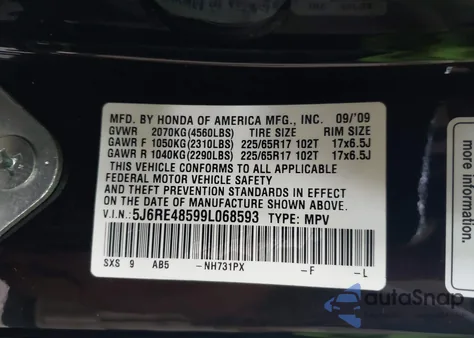 MFD. BY HONDA OF AMERICA MFG., INC. 09/'09
GVWR 2070KG(4560LBS) TIRE SIZE RIM SIZE
GAWR F 1050KG(2310LBS) 225/65R17 102T 17x6.5J
GAWR R 1040KG(2290LBS) 225/65R17 102T 17x6.5J
THIS VEHICLE CONFORMS TO ALL APPLICABLE
FEDERAL MOTOR VEHICLE SAFETY
AND THEFT PREVENTION STANDARDS IN EFFECT ON
THE DATE OF MANUFACTURE SHOWN ABOVE.
V.I.N: 5J6RE48599L068593 TYPE: MPV
SXS 9 AB5 -NH731PX -F -L
autaSnap